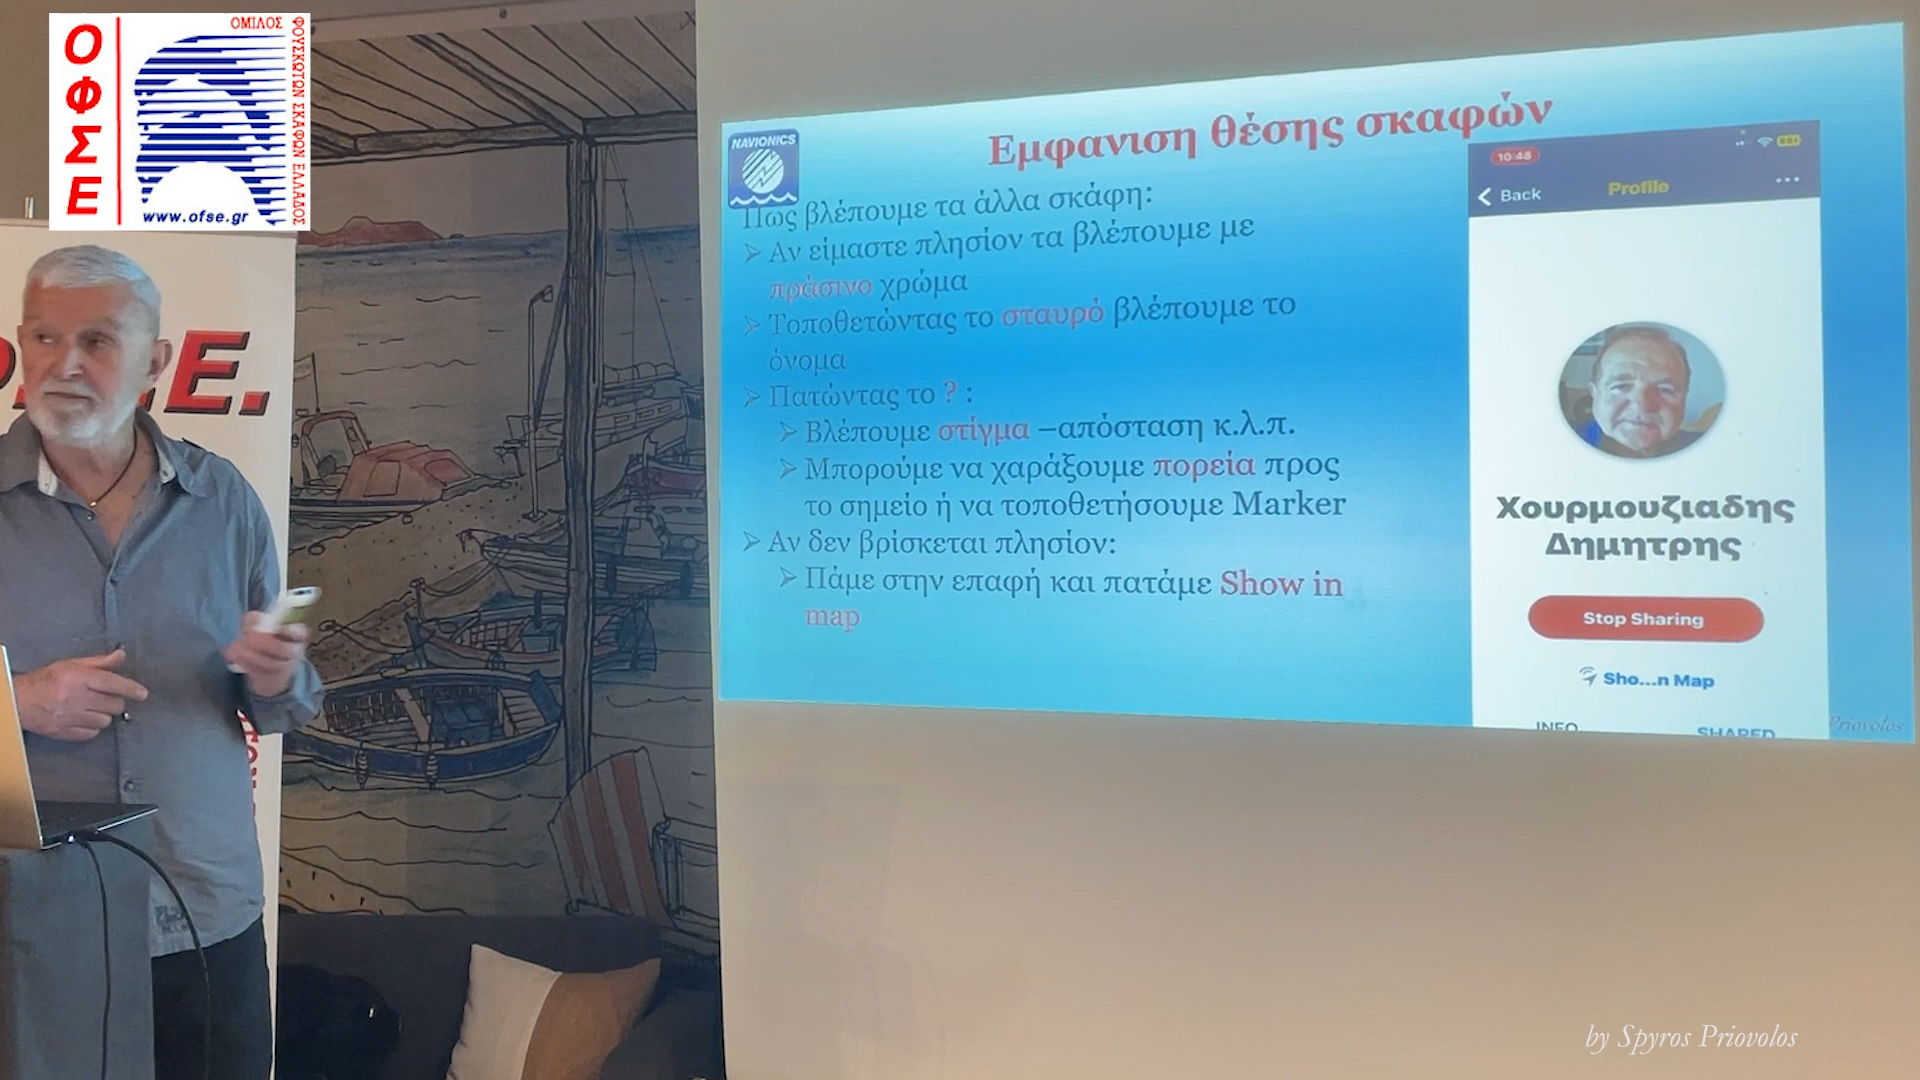 ΟΦΣΕ
ΟΜΙΛΟΣ
ΦΟΥΣΚΩΤΩΝ ΣΚΑΦΩΝ ΕΛΛΑΔΟΣ
www.ofse.gr
Ε.
NAVIONICS
Εμφανιση θέσης σκαφών
Πως βλέπουμε τα άλλα σκάφη:
Αν είμαστε πλησίον τα βλέπουμε με
πράσινο χρώμα
Τοποθετώντας το σταυρό βλέπουμε το
όνομα
Πατώντας το ? :
Βλέπουμε στίγμα –απόσταση κ.λ.π.
Μπορούμε να χαράξουμε πορεία προς
το σημείο ή να τοποθετήσουμε Marker
Αν δεν βρίσκεται πλησίον:
Πάμε στην επαφή και πατάμε Show in
map
10:48
Back
Profile
...
Χουρμουζιαδης
Δημητρης
Stop Sharing
Sho...n Map
INFO
SHARED
Priovolos
by Spyros Priovolos